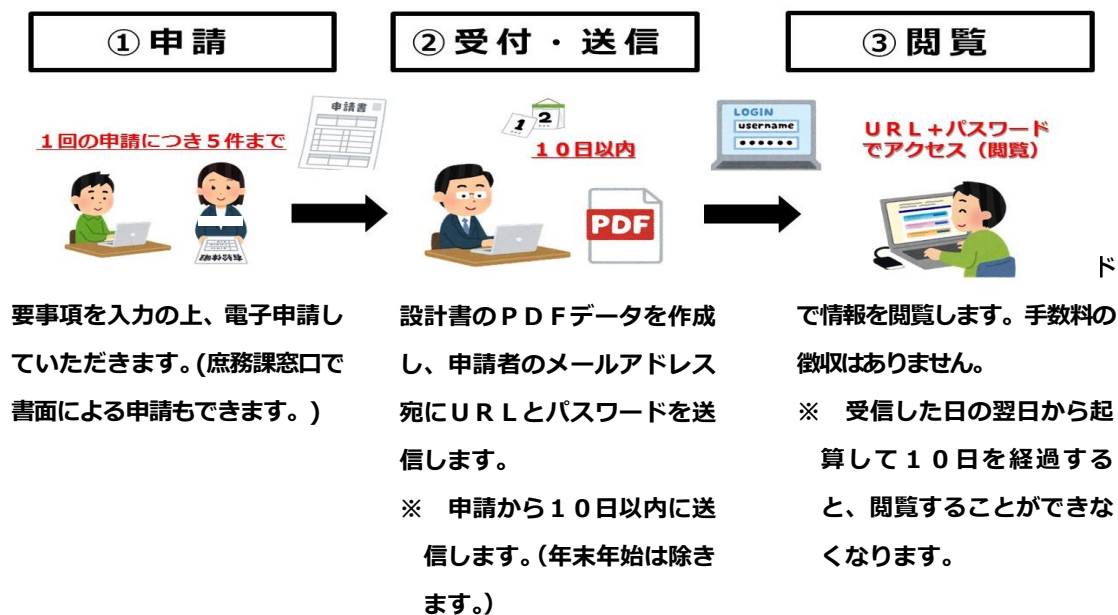 ①申請
申請書
１回の申請につき５件まで
要事項を入力の上、電子申請し
ていただきます。(庶務課窓口で
書面による申請もできます。)
②受付・送信
1 2
１０日以内
PDF
設計書のＰＤＦデータを作成
し、申請者のメールアドレス
宛にＵＲＬとパスワードを送
信します。
※　申請から１０日以内に送
信します。（年末年始は除き
ます。）
③閲覧
LOGIN
username
ＵＲＬ＋パスワード
でアクセス（閲覧）
ド
で情報を閲覧します。手数料の
徴収はありません。
※　受信した日の翌日から起
算して１０日を経過する
と、閲覧することができな
くなります。